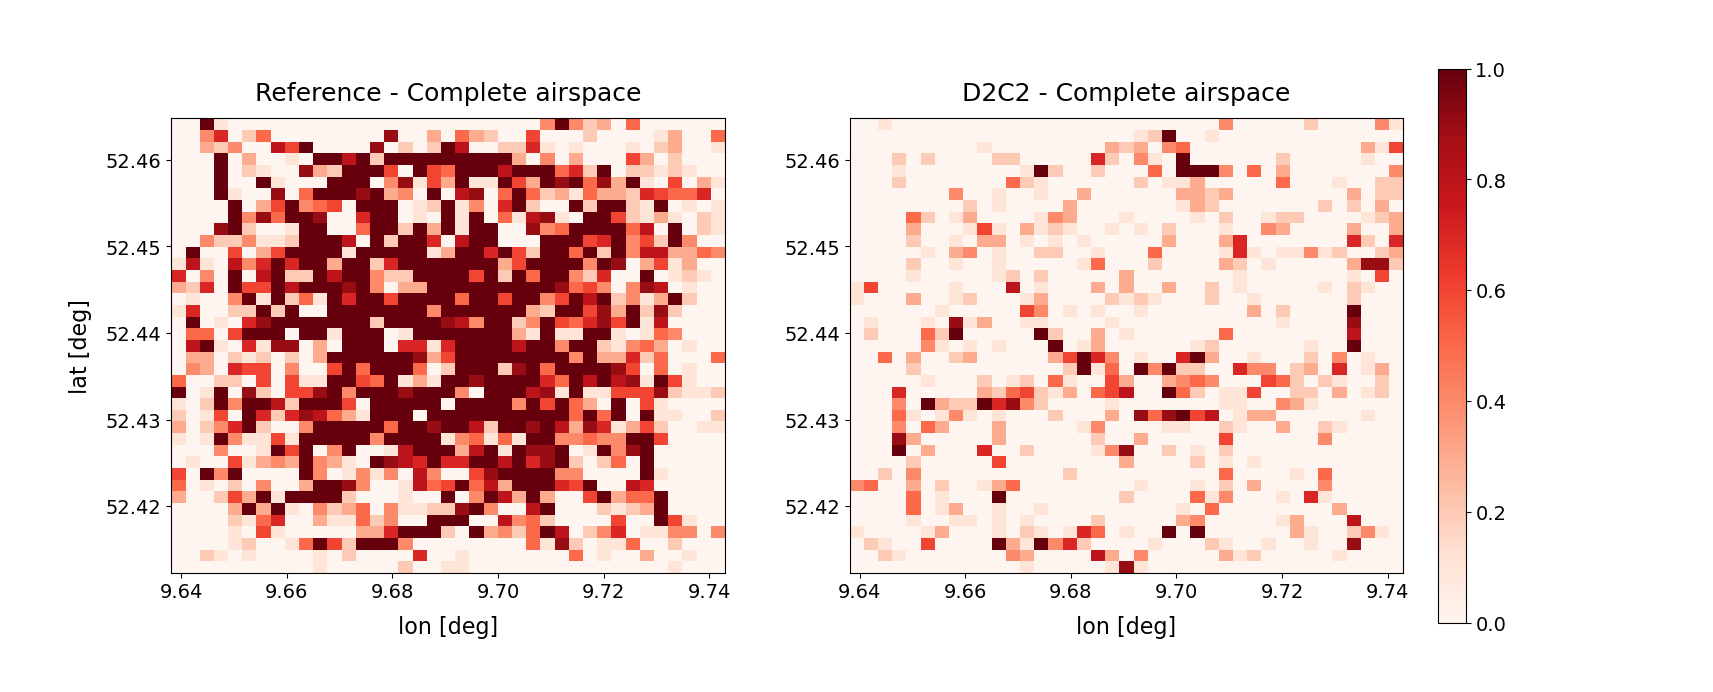 Reference - Complete airspace
D2C2 - Complete airspace
lat [deg]
52.46
52.45
52.44
52.43
52.42
9.64 9.66 9.68 9.70 9.72 9.74
lon [deg]
52.46
52.45
52.44
52.43
52.42
9.64 9.66 9.68 9.70 9.72 9.74
lon [deg]
1.0
0.8
0.6
0.4
0.2
0.0